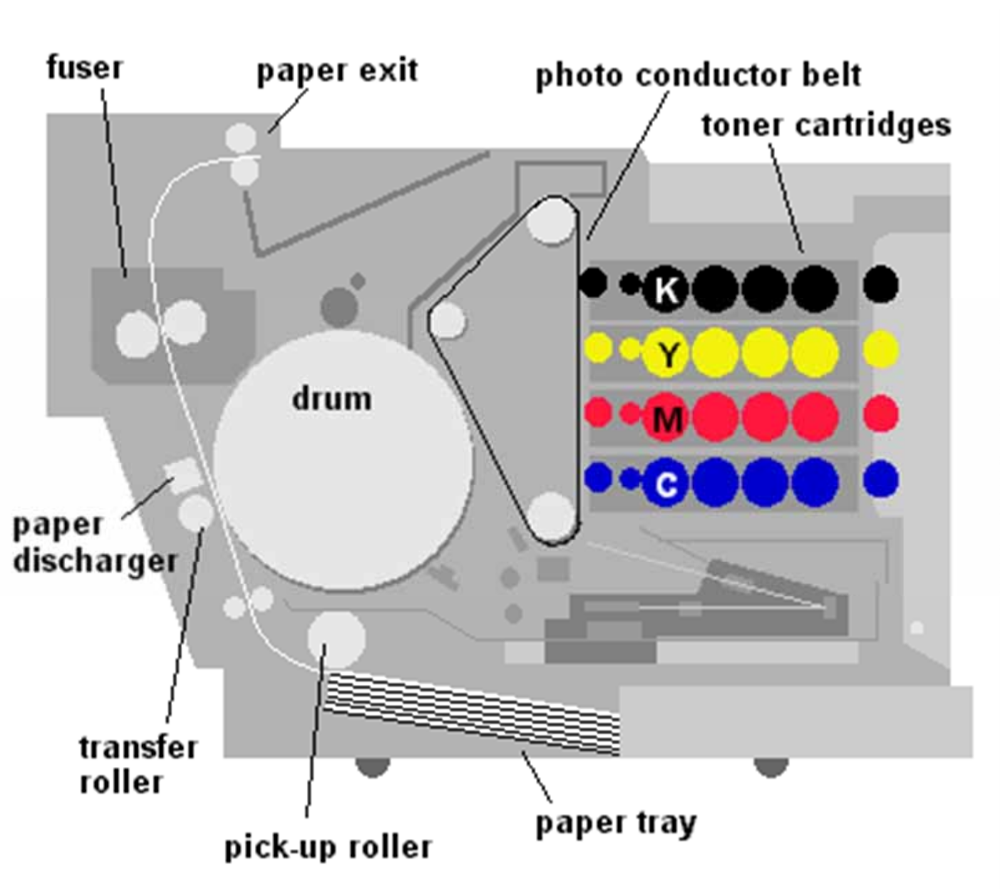 fuser
paper exit
photo conductor belt
toner cartridges
K
Y
drum
M
C
paper
discharger
transfer
roller
paper tray
pick-up roller